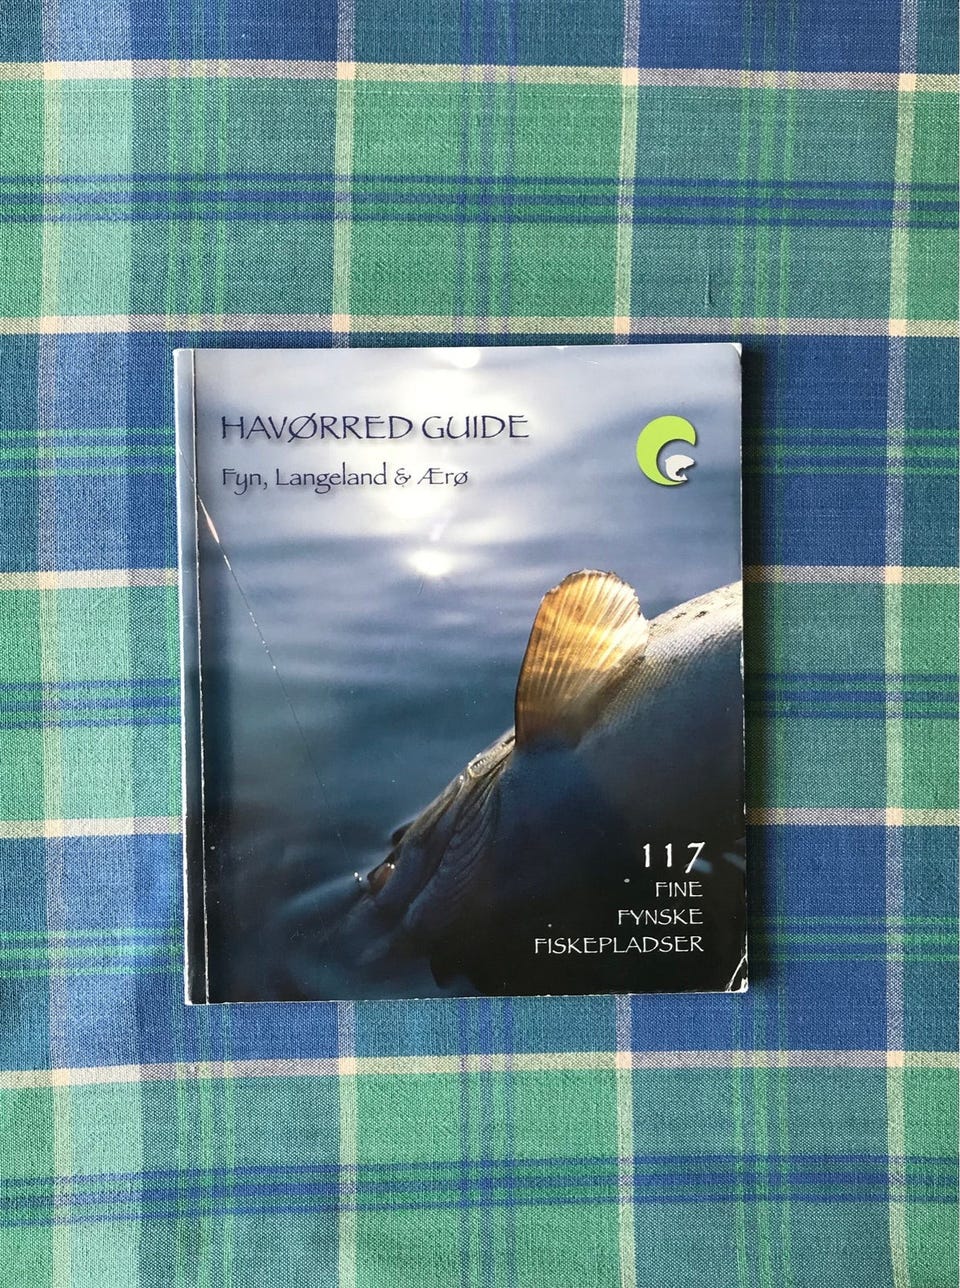 HAVØRRED GUIDE
Fyn, Langeland & Ærø
117
FINE
FYNSKE
FISKEPLADSER